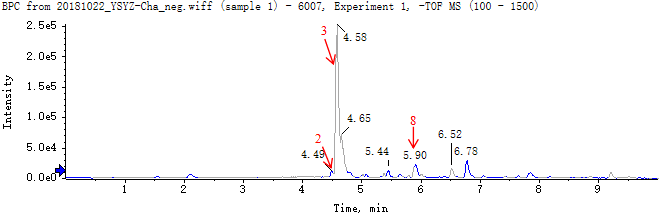 BPC from 20181022_YSYZ-Cha_neg.wiff (sample 1) - 6007, Experiment 1, -TOF MS (100 - 1500)
2.5e5
2.0e5
1.5e5
1.0e5
5.0e4
0.0e0
Intensity
3
4.58
4.65
2
4.49
5.44
8
5.90
6.52
6.78
1 2 3 4 5 6 7 8 9
Time, min